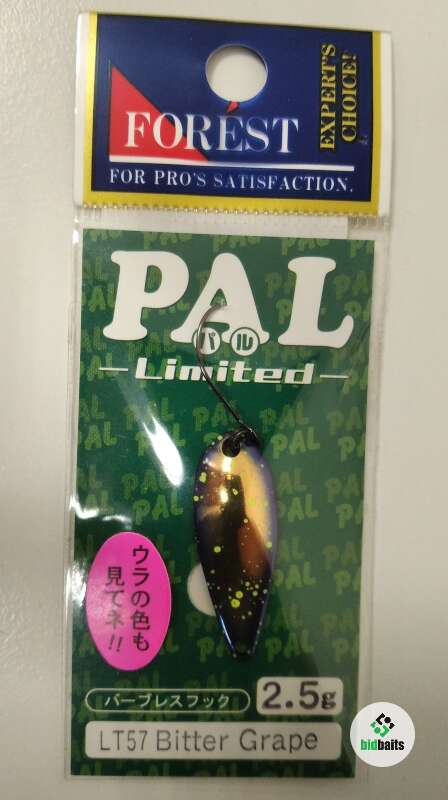 FORÉST
EXPERT'S
CHOICE!
FOR PRO'S SATISFACTION.
PAL
パル
Limited
ウラの色も
見てネ!!
バーブレスフック
2.5g
LT57 Bitter Grape
bidbaits